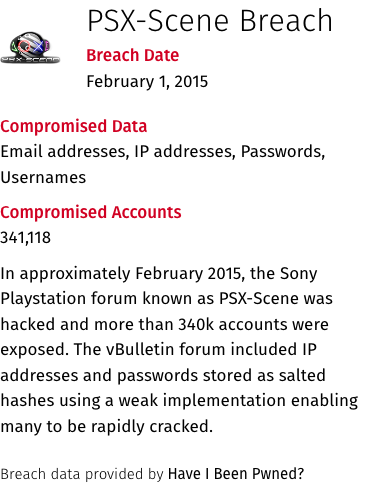 PSX-Scene Breach
Breach Date
February 1, 2015
PSX-SCENE
Compromised Data
Email addresses, IP addresses, Passwords,
Usernames
Compromised Accounts
341,118
In approximately February 2015, the Sony
Playstation forum known as PSX-Scene was
hacked and more than 340k accounts were
exposed. The vBulletin forum included IP
addresses and passwords stored as salted
hashes using a weak implementation enabling
many to be rapidly cracked.
Breach data provided by Have I Been Pwned?